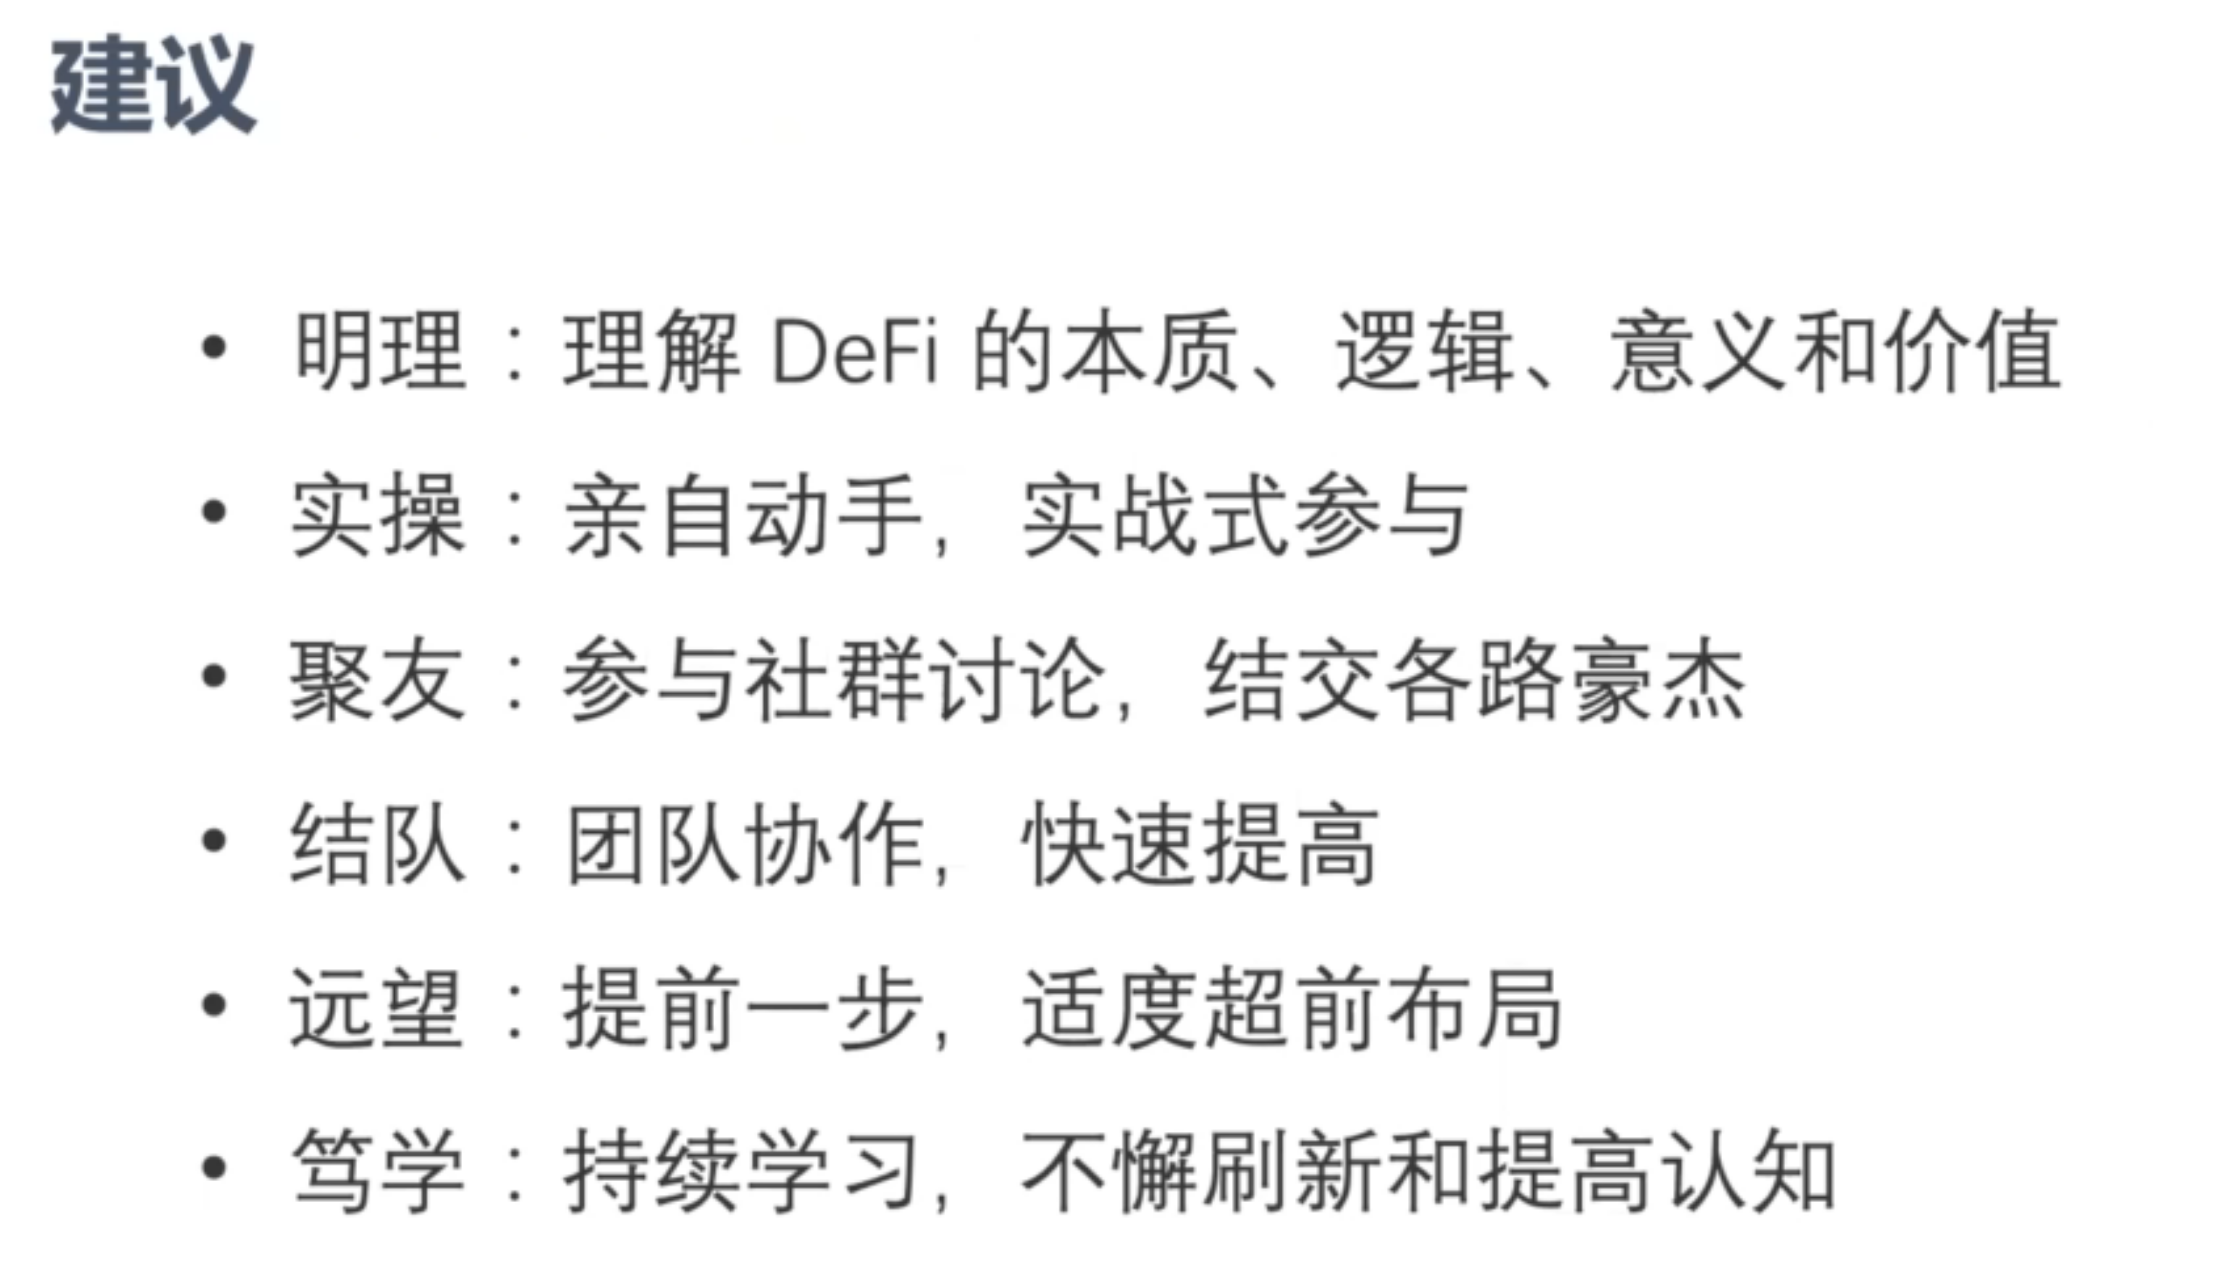 建议
• 明理：理解 DeFi 的本质、逻辑、意义和价值
• 实操：亲自动手，实战式参与
• 聚友：参与社群讨论，结交各路豪杰
• 结队：团队协作，快速提高
• 远望：提前一步，适度超前布局
• 笃学：持续学习，不懈刷新和提高认知